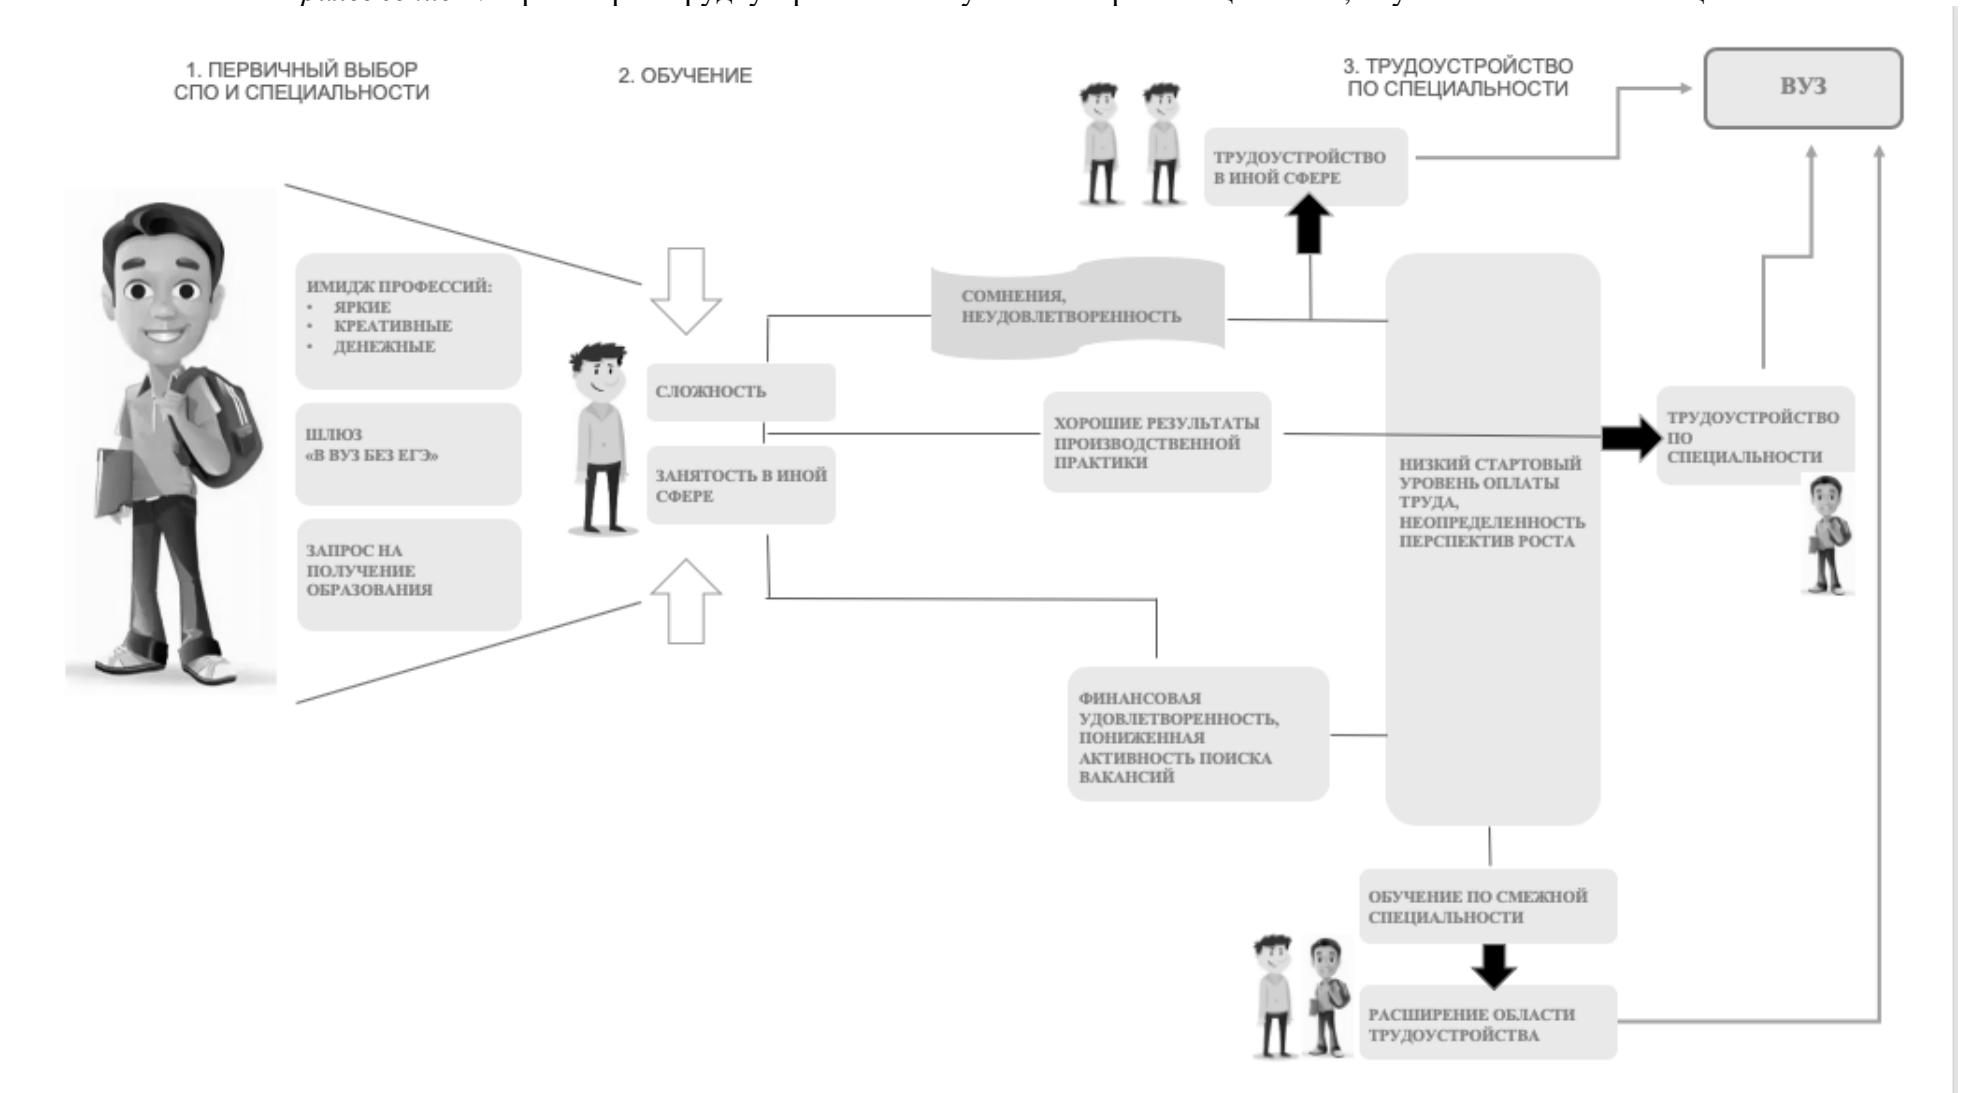 1. ПЕРВИЧНЫЙ ВЫБОР
СПО И СПЕЦИАЛЬНОСТИ
2. ОБУЧЕНИЕ
3. ТРУДОУСТРОЙСТВО
ПО СПЕЦИАЛЬНОСТИ
ВУЗ
ТРУДОУСТРОЙСТВО
В ИНОЙ СФЕРЕ
ИМИДЖ ПРОФЕССИЙ:
• ЯРКИЕ
• КРЕАТИВНЫЕ
• ДЕНЕЖНЫЕ
ШЛЮЗ
«В ВУЗ БЕЗ ЕГЭ»
ЗАПРОС НА
ПОЛУЧЕНИЕ
ОБРАЗОВАНИЯ
СЛОЖНОСТЬ
ЗАНЯТОСТЬ В ИНОЙ
СФЕРЕ
СОМНЕНИЯ,
НЕУДОВЛЕТВОРЕННОСТЬ
ХОРОШИЕ РЕЗУЛЬТАТЫ
ПРОИЗВОДСТВЕННОЙ
ПРАКТИКИ
ФИНАНСОВАЯ
УДОВЛЕТВОРЕННОСТЬ,
ПОНИЖЕННАЯ
АКТИВНОСТЬ ПОИСКА
ВАКАНСИЙ
НИЗКИЙ СТАРТОВЫЙ
УРОВЕНЬ ОПЛАТЫ
ТРУДА,
НЕОПРЕДЕЛЕННОСТЬ
ПЕРСПЕКТИВ РОСТА
ТРУДОУСТРОЙСТВО
ПО
СПЕЦИАЛЬНОСТИ
ОБУЧЕНИЕ ПО СМЕЖНОЙ
СПЕЦИАЛЬНОСТИ
РАСШИРЕНИЕ ОБЛАСТИ
ТРУДОУСТРОЙСТВА